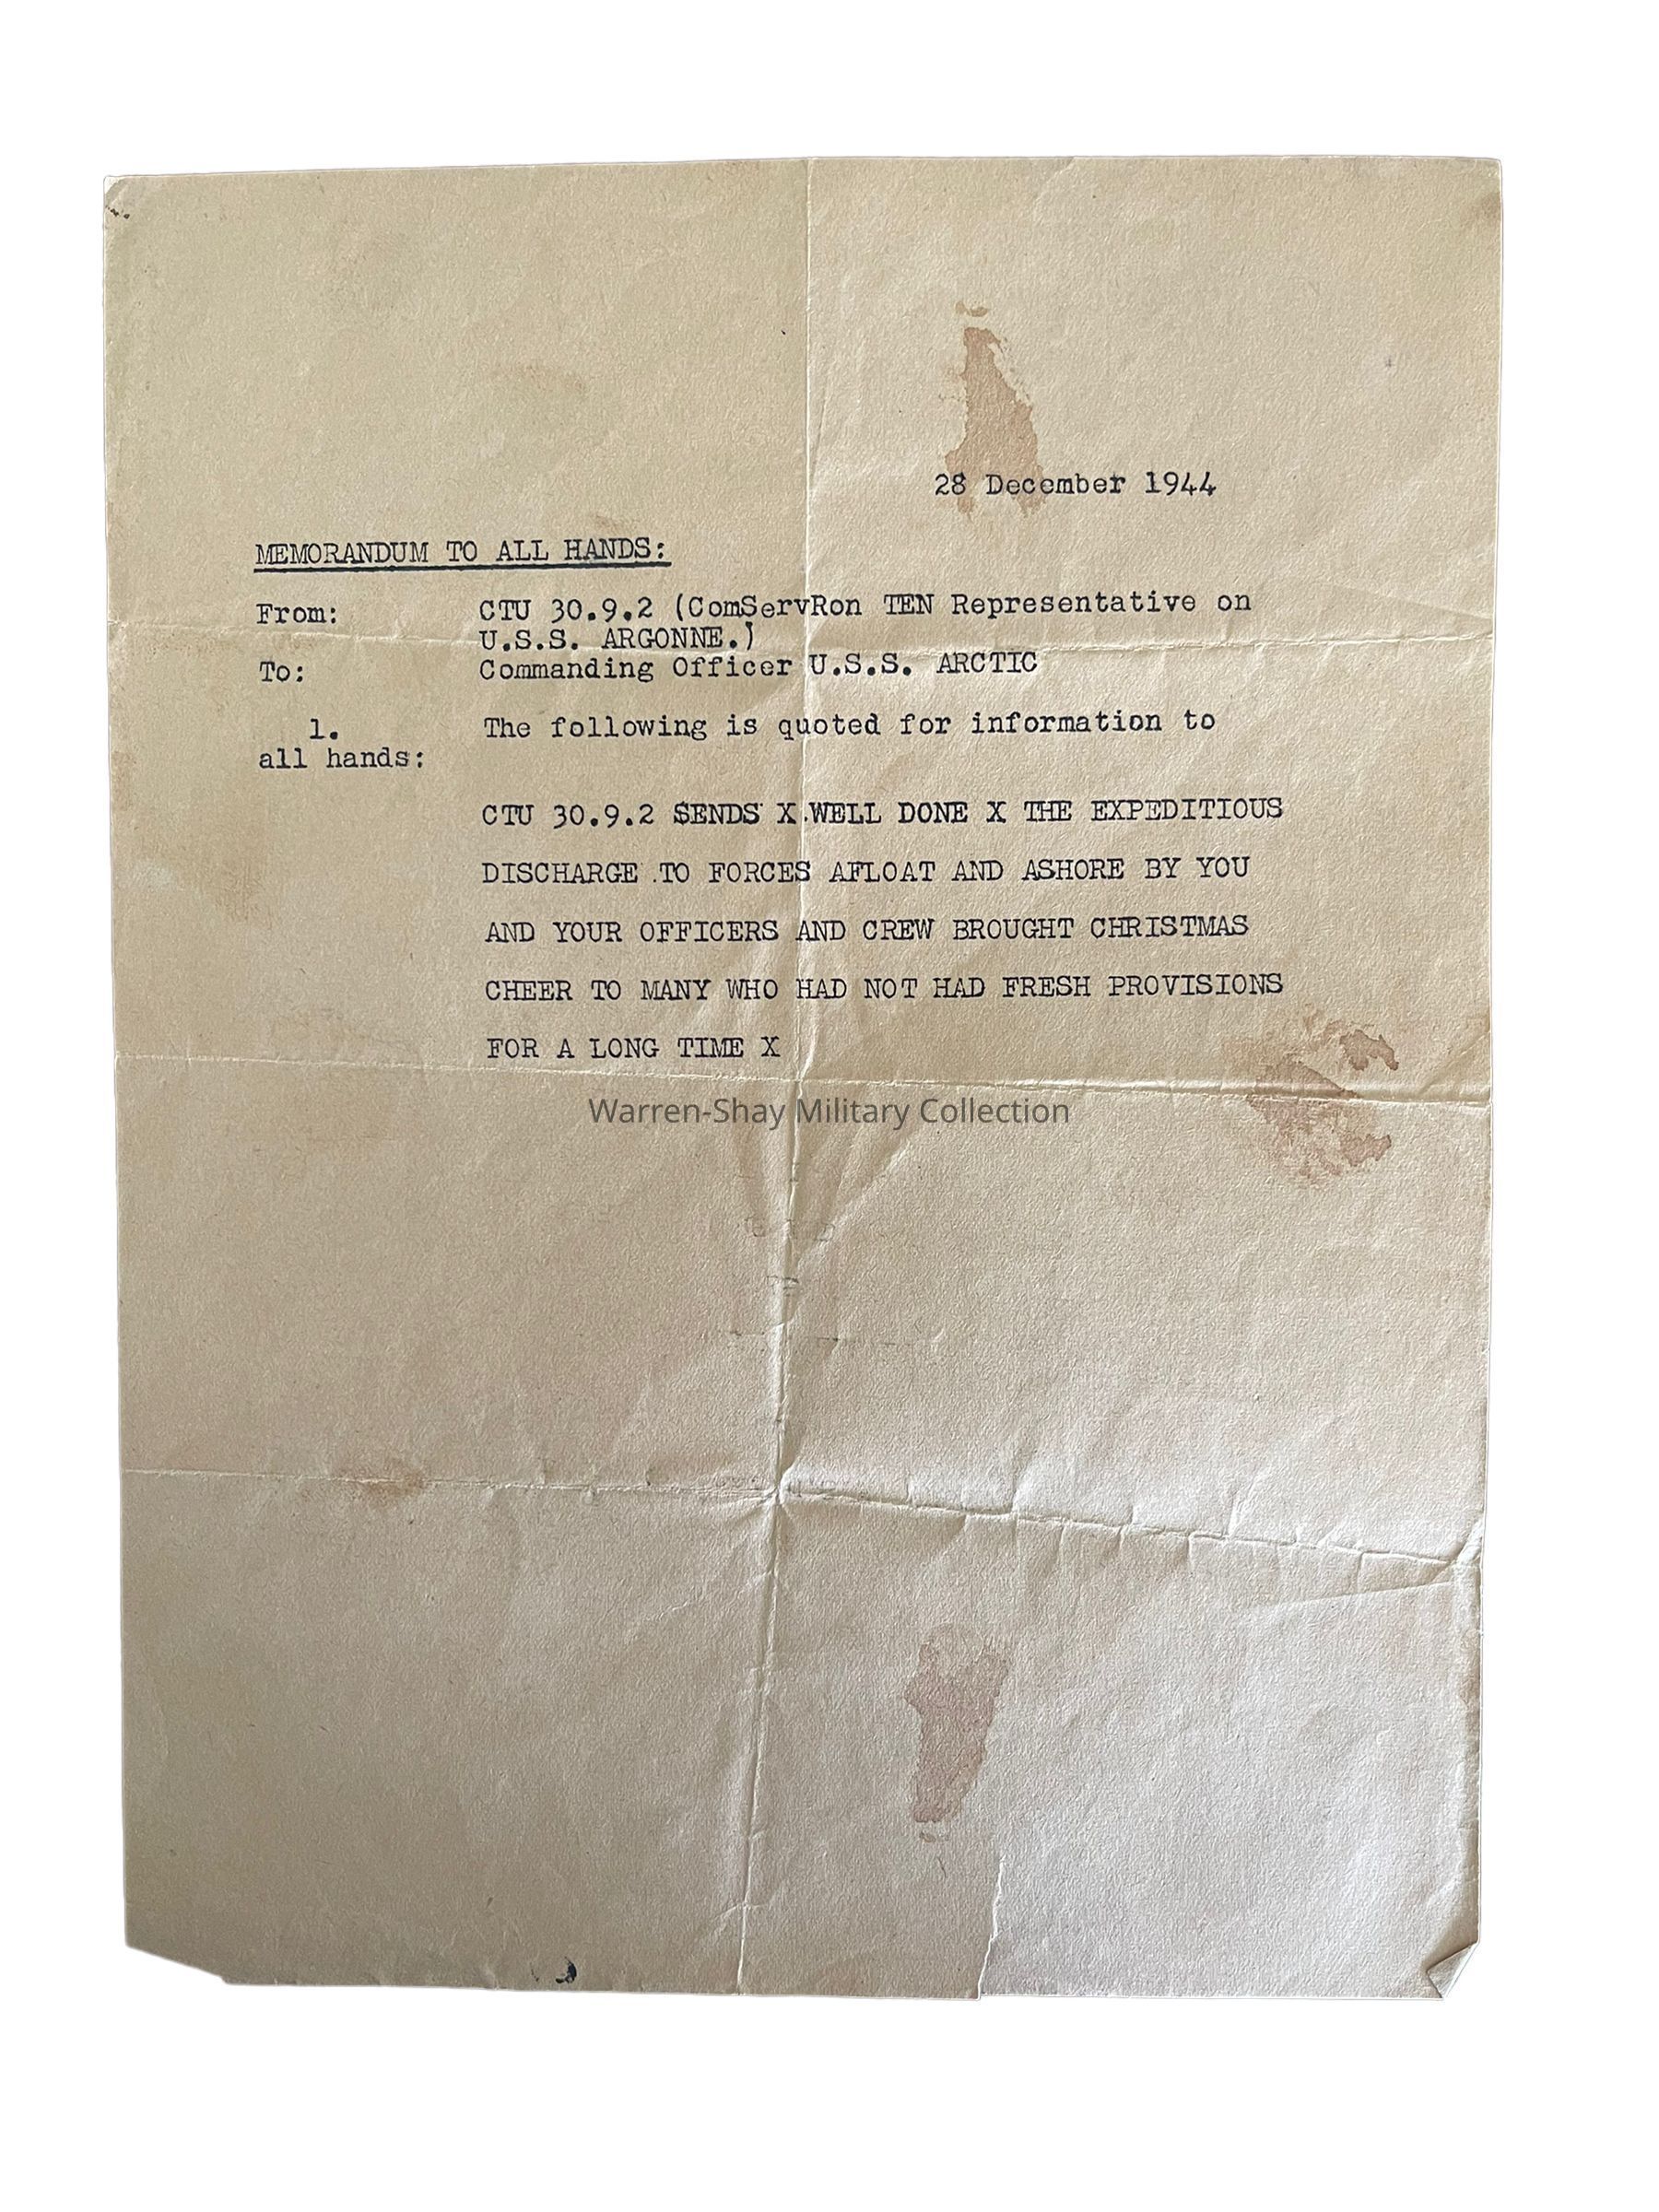 28 December 1944
MEMORANDUM TO ALL HANDS:
From: CTU 30.9.2 (ComServRon TEN Representative on
U.S.S. ARGONNE.)
To: Commanding Officer U.S.S. ARCTIC
1. The following is quoted for information to
all hands:
CTU 30.9.2 SENDS X WELL DONE X THE EXPEDITIOUS
DISCHARGE TO FORCES AFLOAT AND ASHORE BY YOU
AND YOUR OFFICERS AND CREW BROUGHT CHRISTMAS
CHEER TO MANY WHO HAD NOT HAD FRESH PROVISIONS
FOR A LONG TIME X
Warren-Shay Military Collection